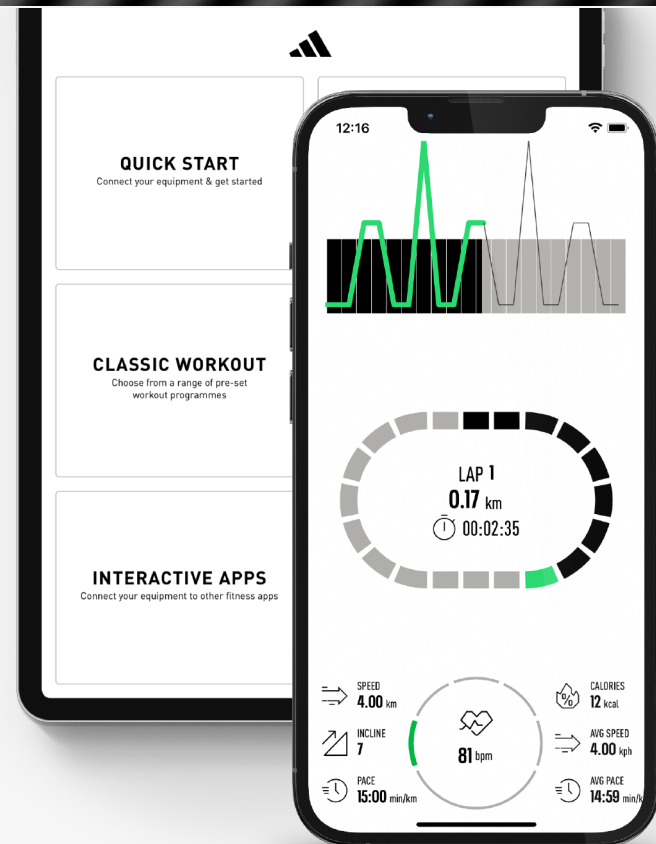 QUICK START
Connect your equipment & get started
CLASSIC WORKOUT
Choose from a range of pre-set
workout programmes
INTERACTIVE APPS
Connect your equipment to other fitness apps
12:16
LAP 1
0.17 km
00:02:35
SPEED
4.00 km
INCLINE
7
PACE
15:00 min/km
81 bpm
%
CALORIES
12 kcal
AVG SPEED
4.00 kph
AVG PACE
14:59 min/k